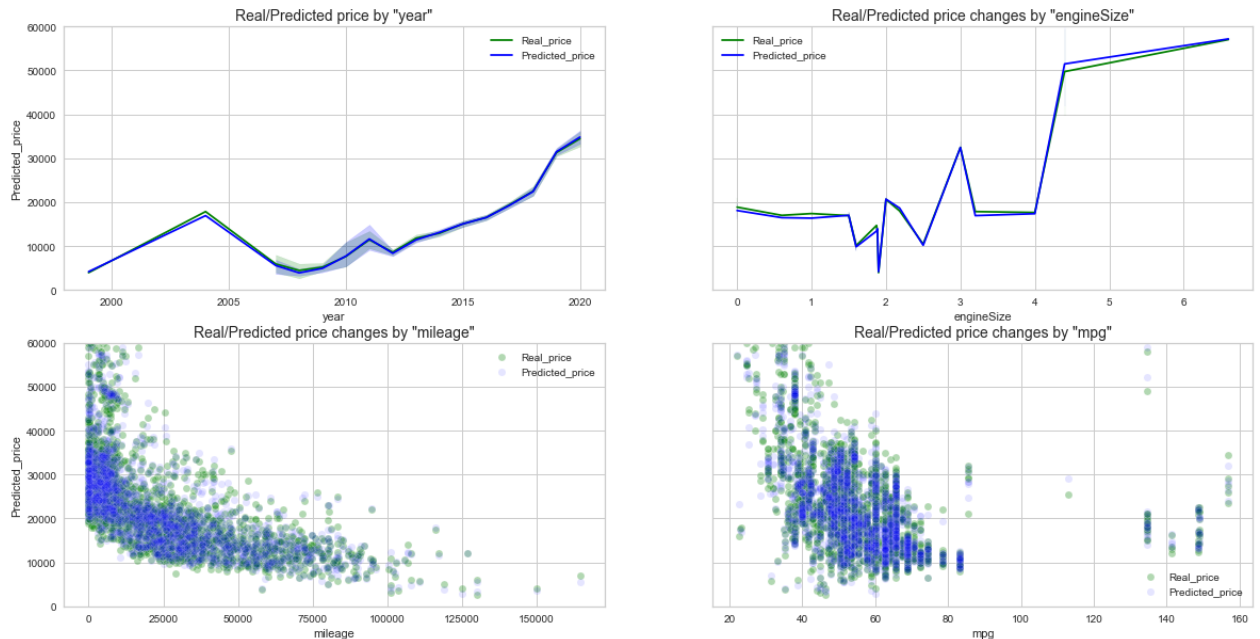 Real/Predicted price by "year"
60000
50000
40000
30000
20000
10000
0
Predicted_price
Real_price
Predicted_price
2000
2005
2010
2015
2020
year
Real/Predicted price changes by "engineSize"
Real_price
Predicted_price
0
1
2
3
4
5
6
engineSize
Real/Predicted price changes by "mileage"
60000
50000
40000
30000
20000
10000
0
Predicted_price
Real_price
Predicted_price
0
25000
50000
75000
100000
125000
150000
mileage
Real/Predicted price changes by "mpg"
Real_price
Predicted_price
20
40
60
80
100
120
140
160
mpg